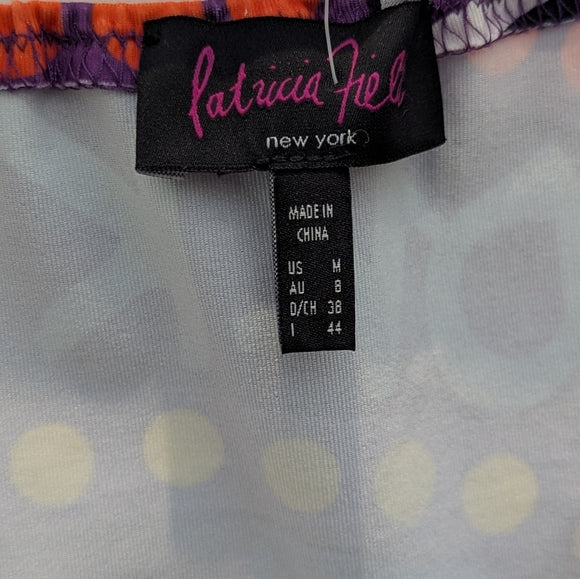 Patricia Field
new york
MADE IN
CHINA
US M
AU 8
D/CH 38
I 44